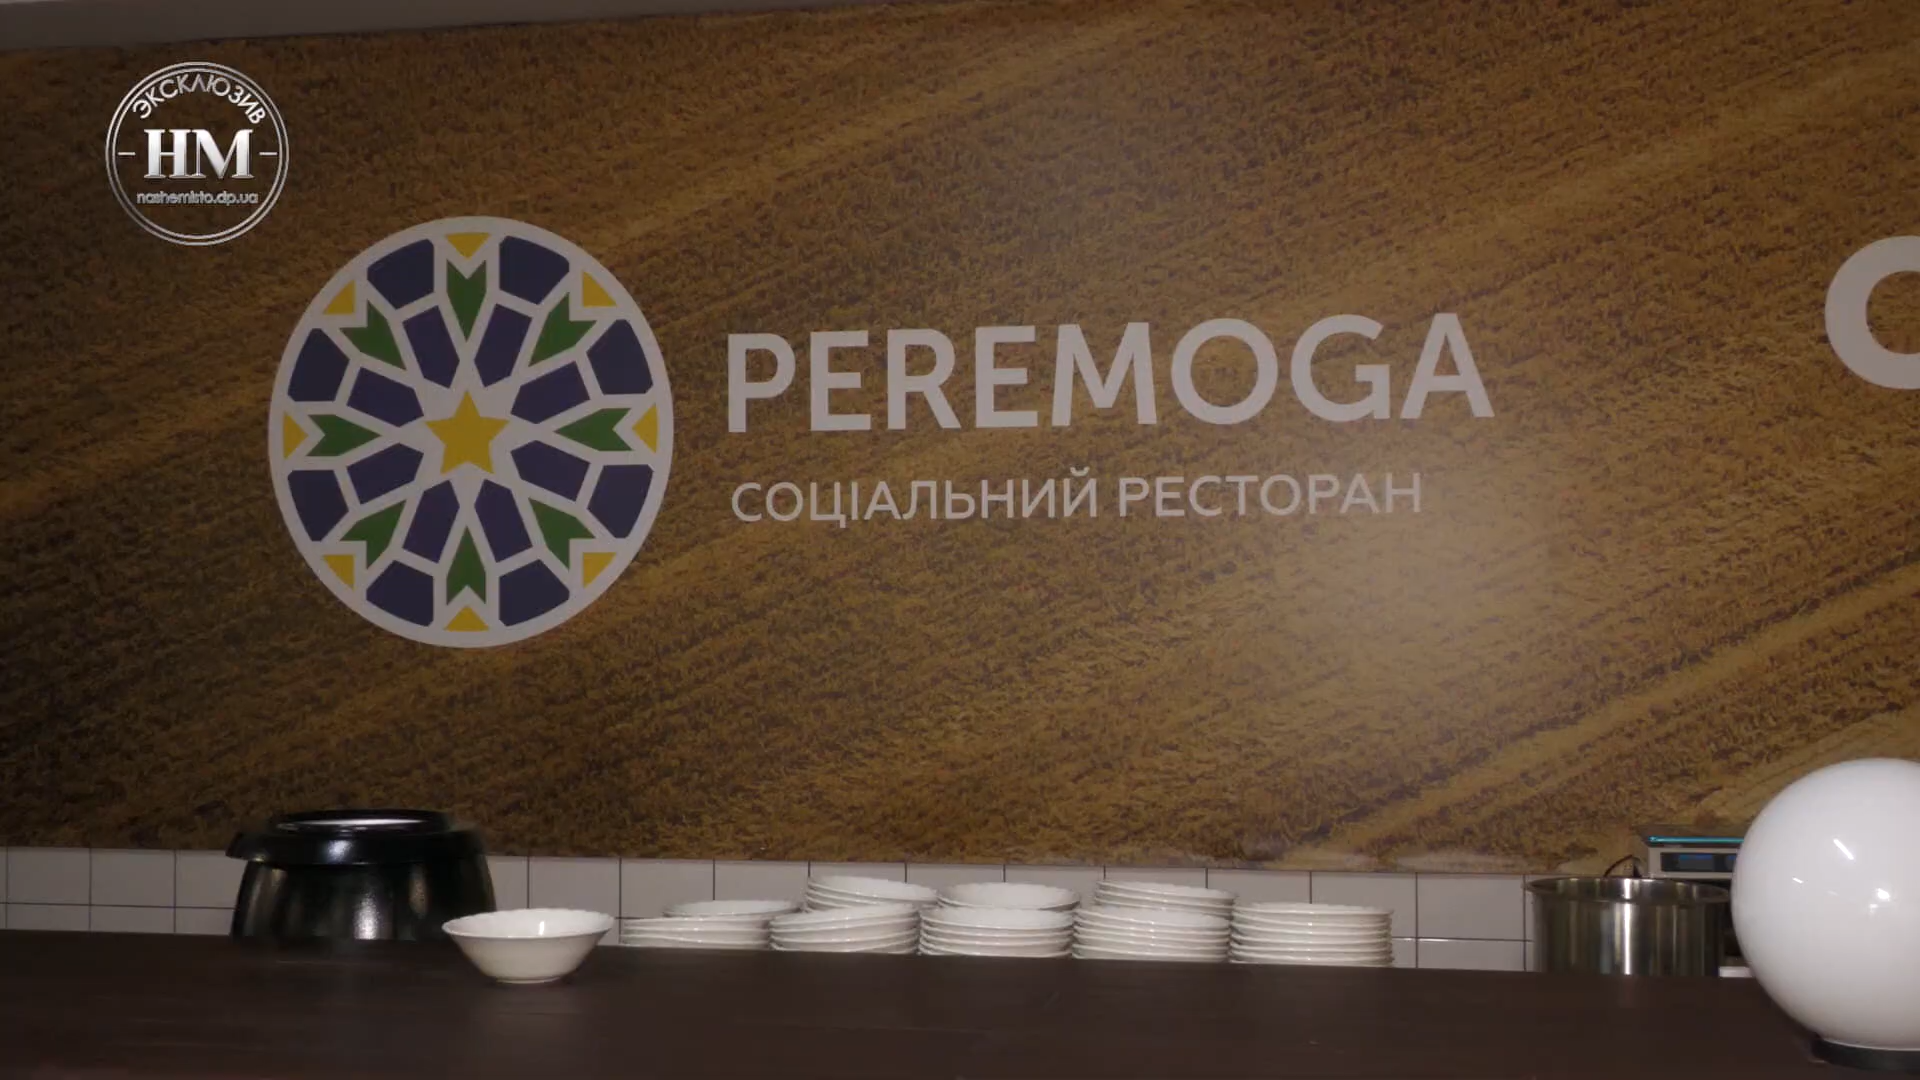 ЭКСКЛЮЗИВ
НМ
nashemisto.dp.ua
PEREMOGA
СОЦІАЛЬНИЙ РЕСТОРАН